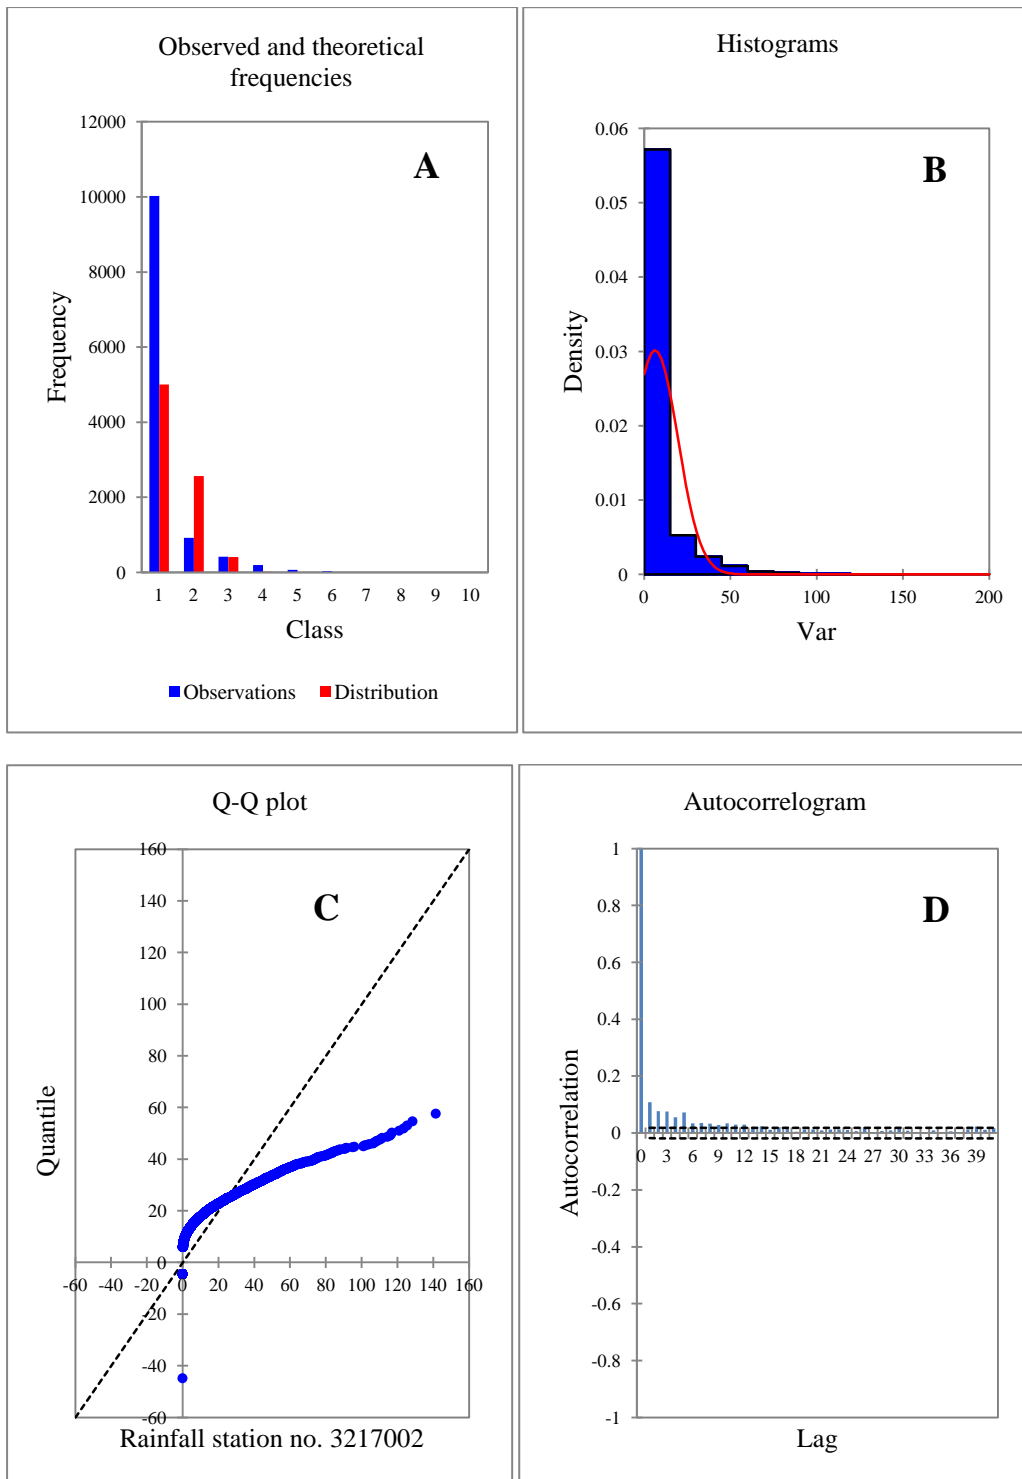 Observed and theoretical
frequencies
A
12000
10000
8000
6000
4000
2000
0
Frequency
1 2 3 4 5 6 7 8 9 10
Class
Observations Distribution
Histograms
B
0.06
0.05
0.04
0.03
0.02
0.01
0
Density
0 50 100 150 200
Var
Q-Q plot
C
160
140
120
100
80
60
40
20
0
-20
-40
-60
Quantile
-60 -40 -20 0 20 40 60 80 100 120 140 160
Rainfall station no. 3217002
Autocorrelogram
D
1
0.8
0.6
0.4
0.2
0
-0.2
-0.4
-0.6
-0.8
-1
Autocorrelation
0 3 6 9 12 15 18 21 24 27 30 33 36 39
Lag